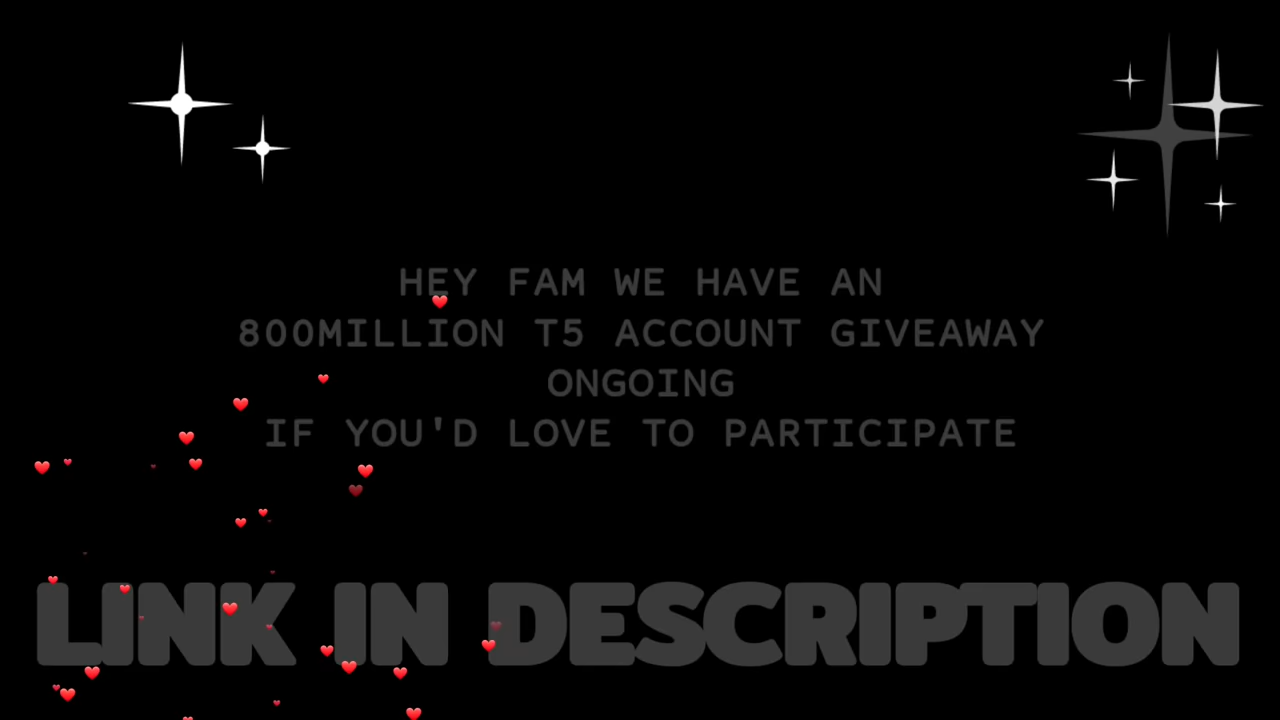 HEY FAM WE HAVE AN
800MILLION T5 ACCOUNT GIVEAWAY
ONGOING
IF YOU'D LOVE TO PARTICIPATE
LINK IN DESCRIPTION